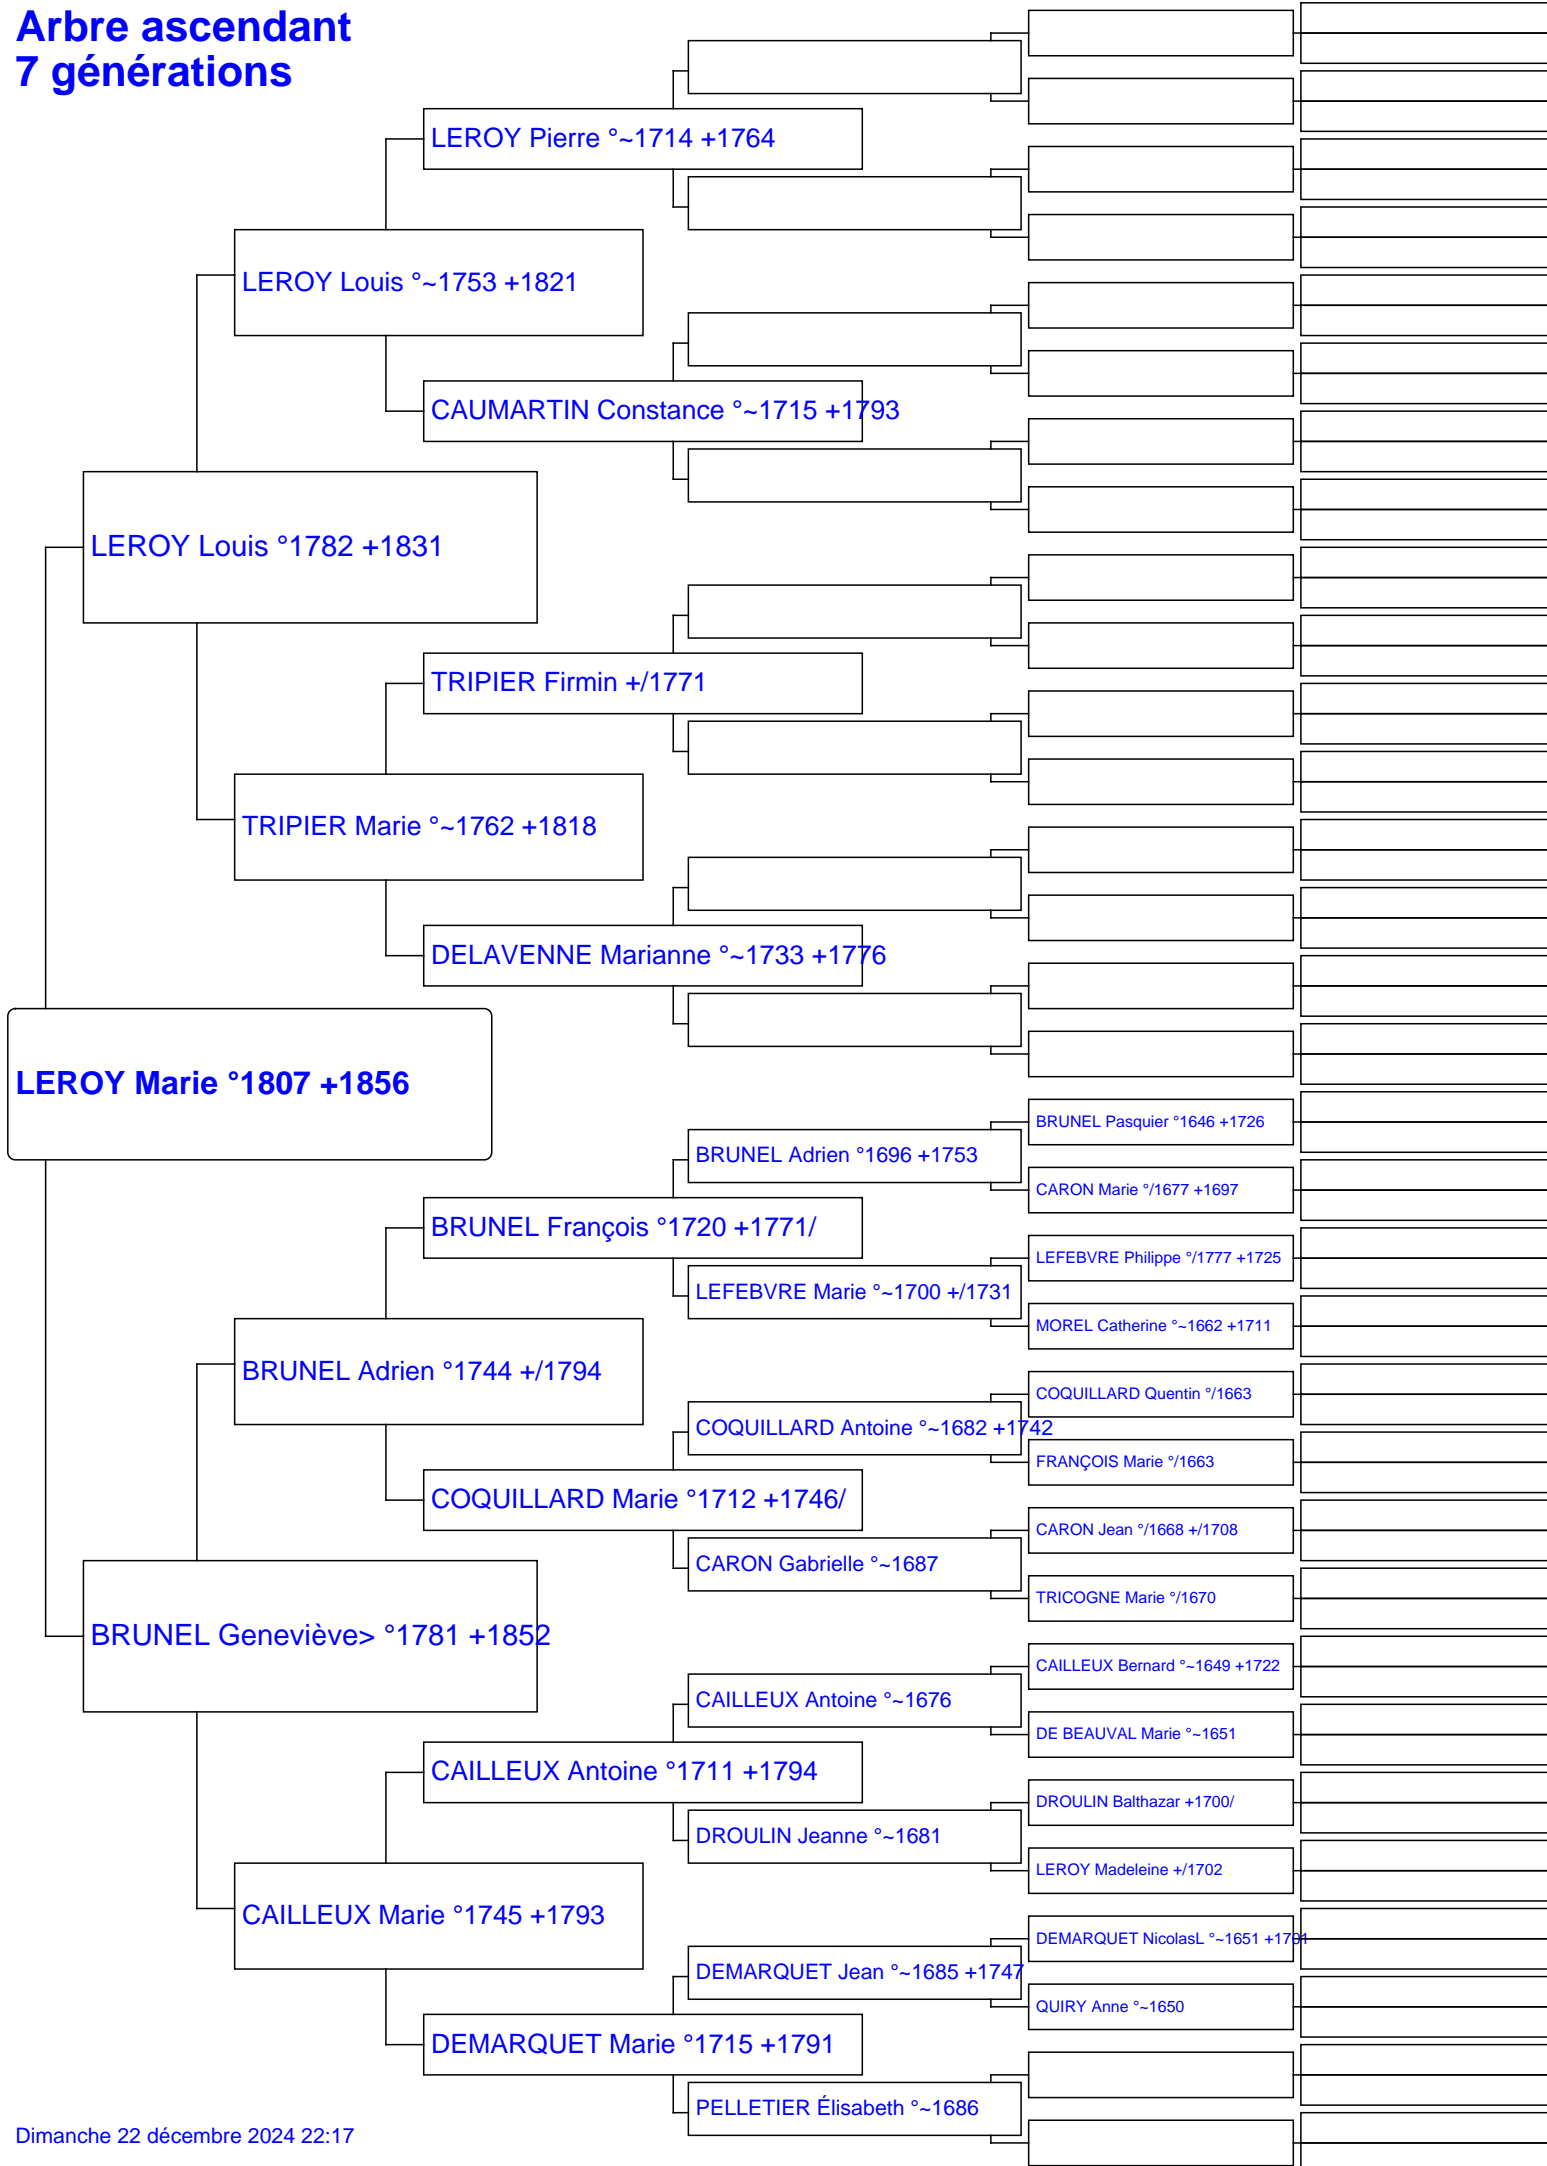 Arbre ascendant
7 générations
LEROY Pierre °~1714 +1764
LEROY Louis °~1753 +1821
CAUMARTIN Constance °~1715 +1793
LEROY Louis °1782 +1831
TRIPIER Firmin +/1771
TRIPIER Marie °~1762 +1818
DELAVENNE Marianne °~1733 +1776
LEROY Marie °1807 +1856
BRUNEL Pasquier °1646 +1726
BRUNEL Adrien °1696 +1753
CARON Marie °/1677 +1697
BRUNEL François °1720 +1771/
LEFEBVRE Philippe °/1777 +1725
LEFEBVRE Marie °~1700 +/1731
MOREL Catherine °~1662 +1711
BRUNEL Adrien °1744 +/1794
COQUILLARD Quentin °/1663
COQUILLARD Antoine °~1682 +1742
FRANÇOIS Marie °/1663
COQUILLARD Marie °1712 +1746/
CARON Jean °/1668 +/1708
CARON Gabrielle °~1687
TRICOGNE Marie °/1670
BRUNEL Geneviève> °1781 +1852
CAILLEUX Bernard °~1649 +1722
CAILLEUX Antoine °~1676
DE BEAUVAL Marie °~1651
CAILLEUX Antoine °1711 +1794
DROULIN Balthazar +1700/
DROULIN Jeanne °~1681
LEROY Madeleine +/1702
CAILLEUX Marie °1745 +1793
DEMARQUET NicolasL °~1651 +1701
DEMARQUET Jean °~1685 +1747
QUIRY Anne °~1650
DEMARQUET Marie °1715 +1791
PELLETIER Élisabeth °~1686
Dimanche 22 décembre 2024 22:17